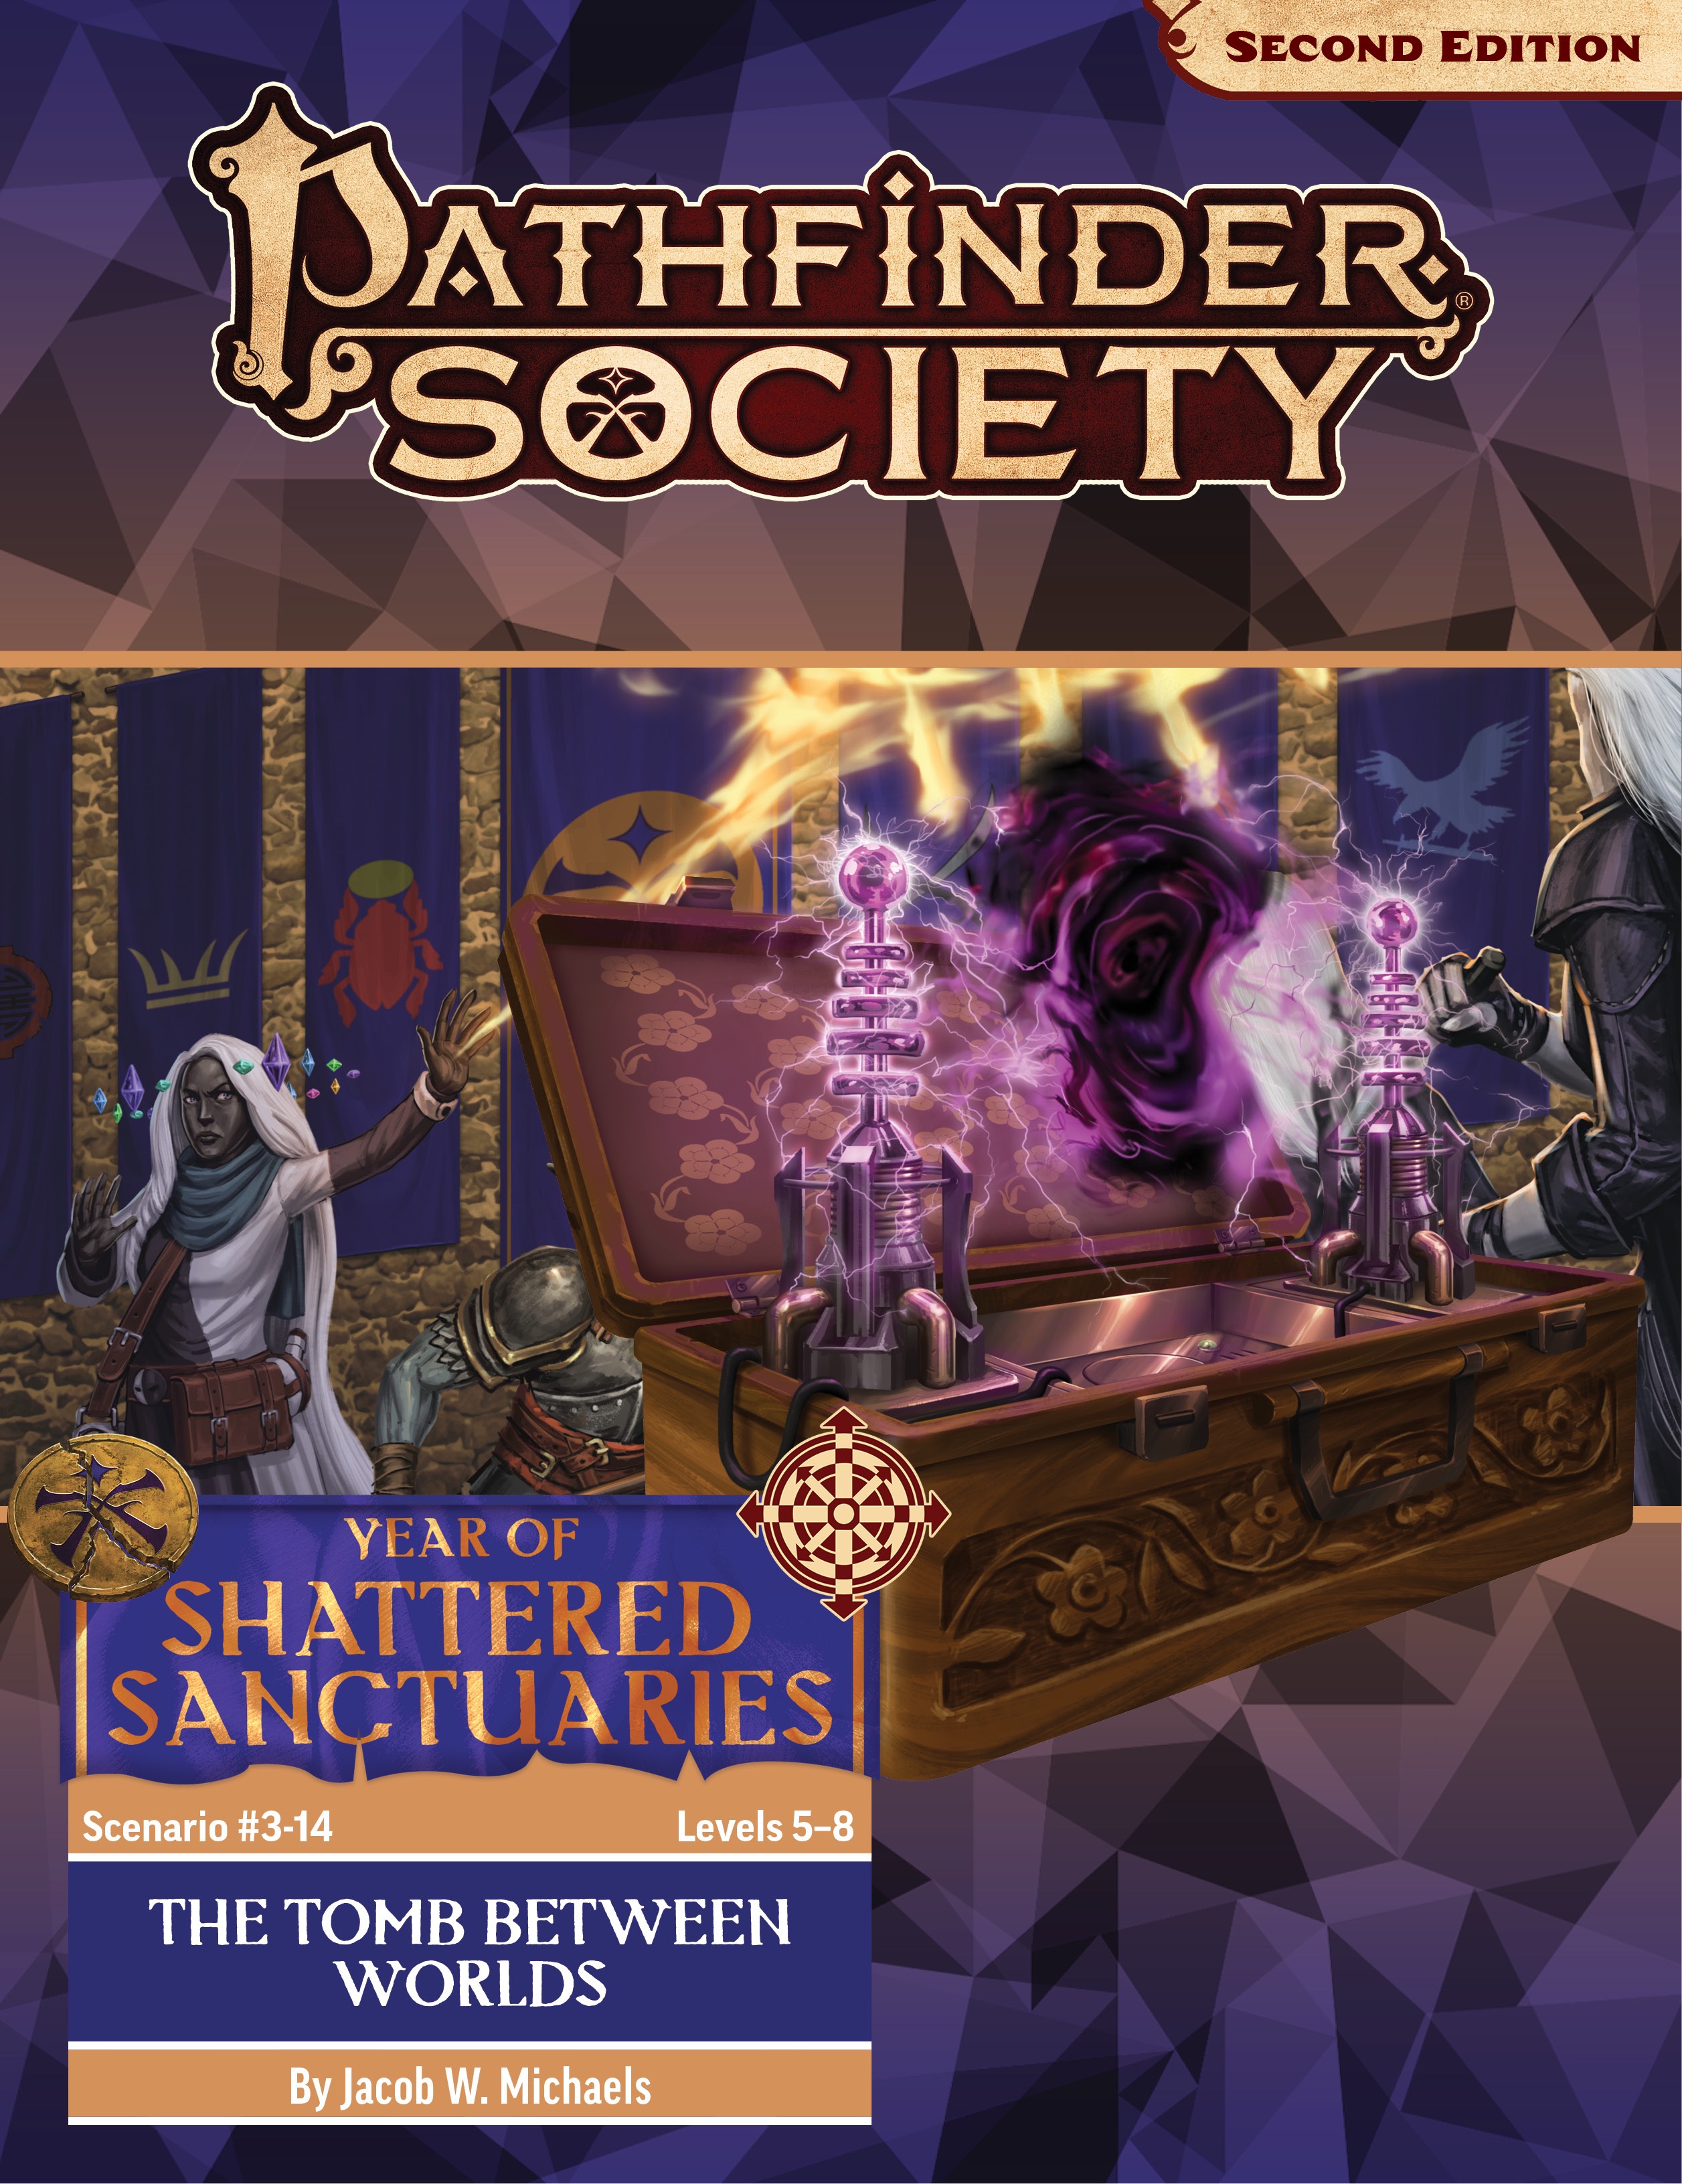 SECOND EDITION
PATHFINDER®
SOCIETY
YEAR OF
SHATTERED
SANCTUARIES
Scenario #3-14 Levels 5–8
THE TOMB BETWEEN
WORLDS
By Jacob W. Michaels